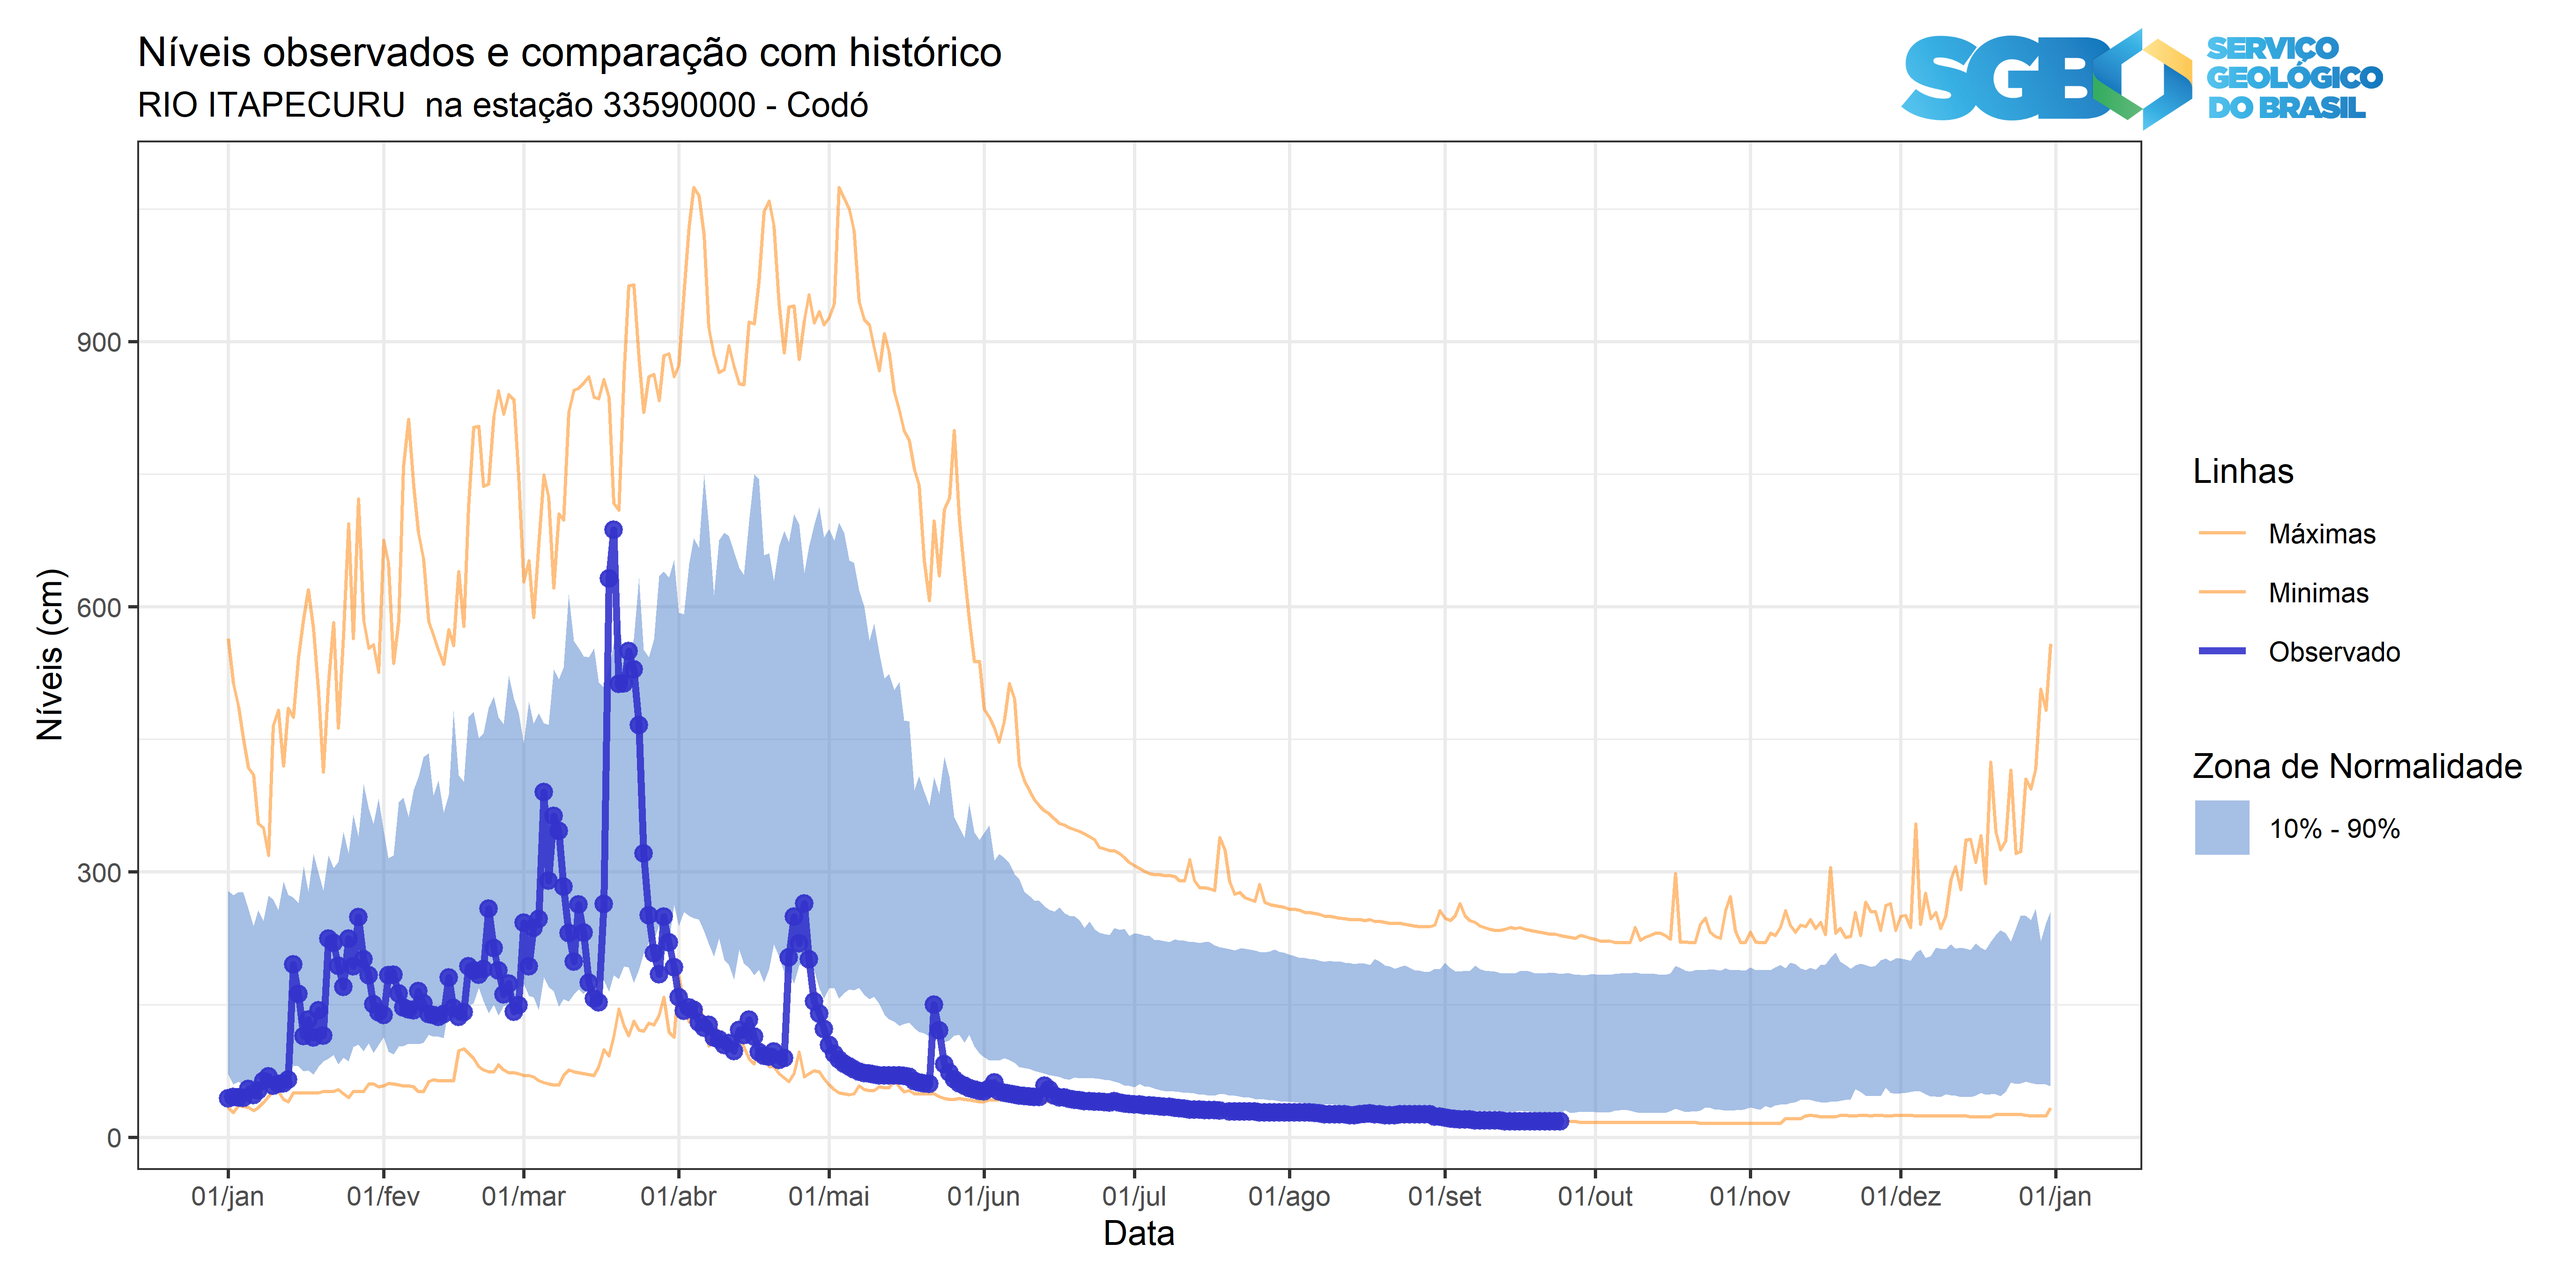 Níveis observados e comparação com histórico
RIO ITAPECURU  na estação 33590000 - Codó
SGB
SERVIÇO
GEOLÓGICO
DO BRASIL
Níveis (cm)
900
600
300
0
01/jan
01/fev
01/mar
01/abr
01/mai
01/jun
01/jul
01/ago
01/set
01/out
01/nov
01/dez
01/jan
Data
Linhas
Máximas
Minimas
Observado
Zona de Normalidade
10% - 90%